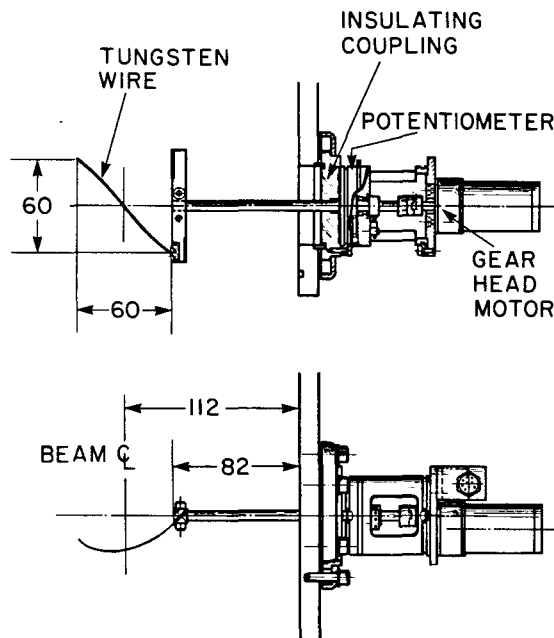 INSULATING
COUPLING
TUNGSTEN
WIRE
POTENTIOMETER
60
60
GEAR
HEAD
MOTOR
112
BEAM ℄
82